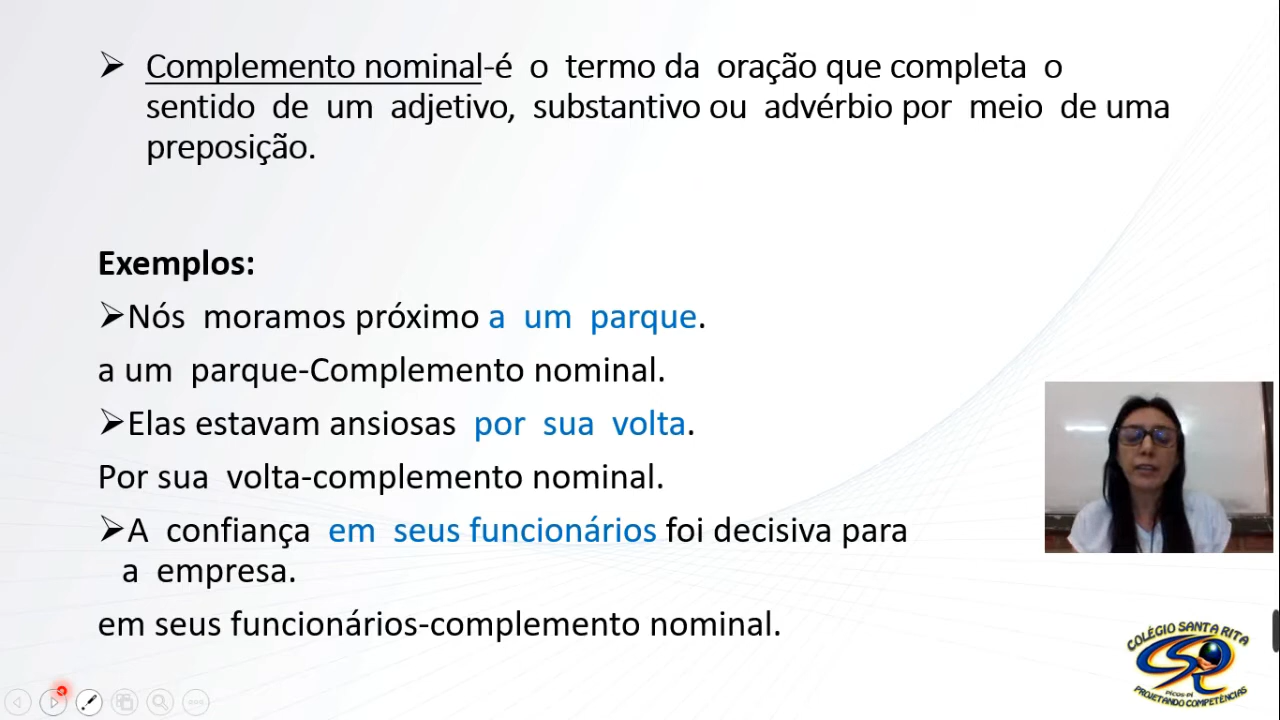 Complemento nominal-é o termo da oração que completa o
sentido de um adjetivo, substantivo ou advérbio por meio de uma
preposição.
Exemplos:
Nós moramos próximo a um parque.
a um parque-Complemento nominal.
Elas estavam ansiosas por sua volta.
Por sua volta-complemento nominal.
A confiança em seus funcionários foi decisiva para
a empresa.
em seus funcionários-complemento nominal.
COLÉGIO SANTA RITA
PICOS-PI
PROJETANDO COMPETÊNCIAS